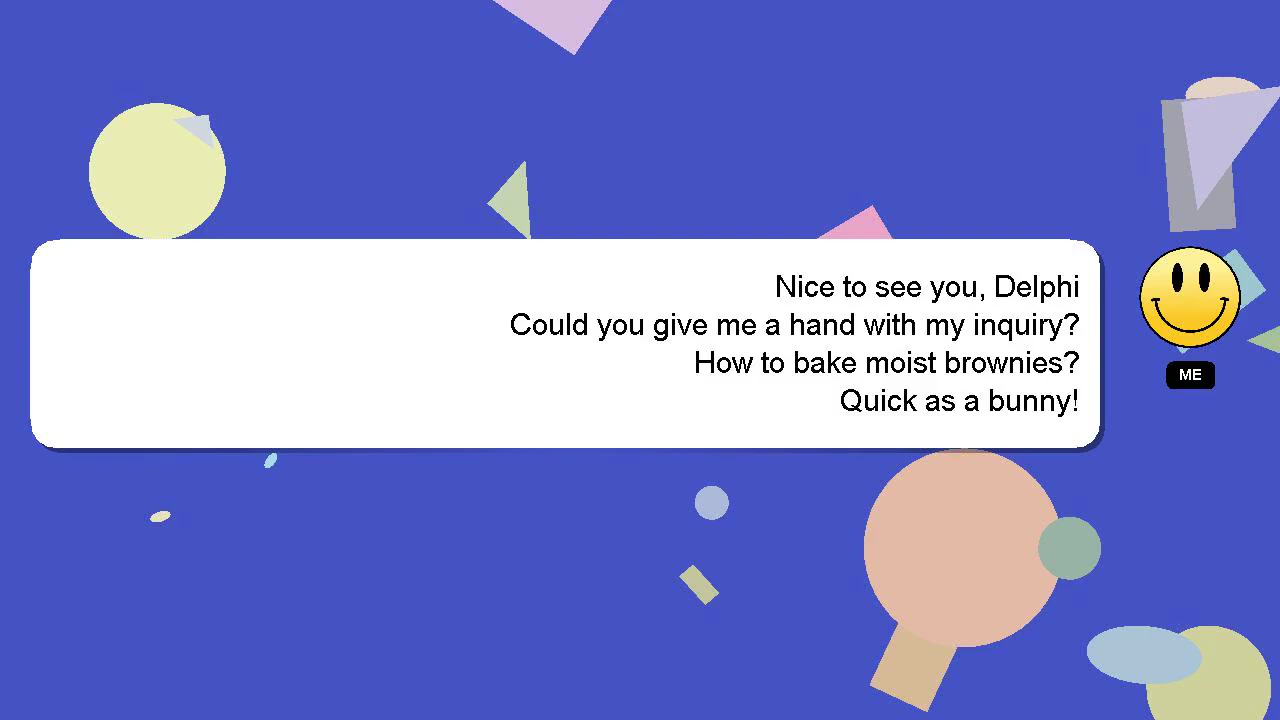 Nice to see you, Delphi
Could you give me a hand with my inquiry?
How to bake moist brownies?
Quick as a bunny!
ME